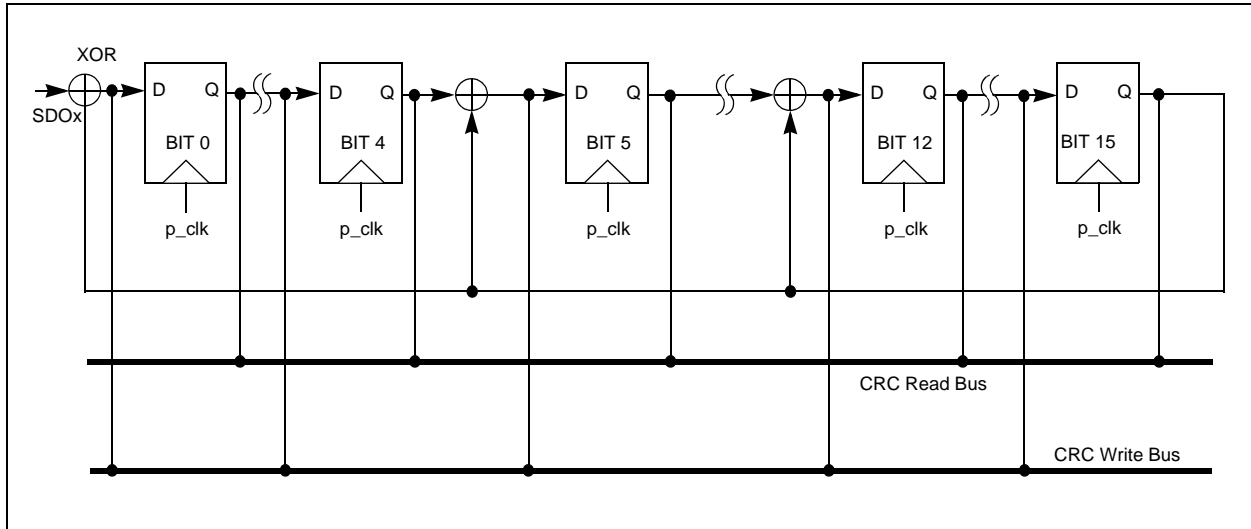 XOR
SDOx
D Q
BIT 0
p_clk
D Q
BIT 4
p_clk
D Q
BIT 5
p_clk
D Q
BIT 12
p_clk
D Q
BIT 15
p_clk
CRC Read Bus
CRC Write Bus